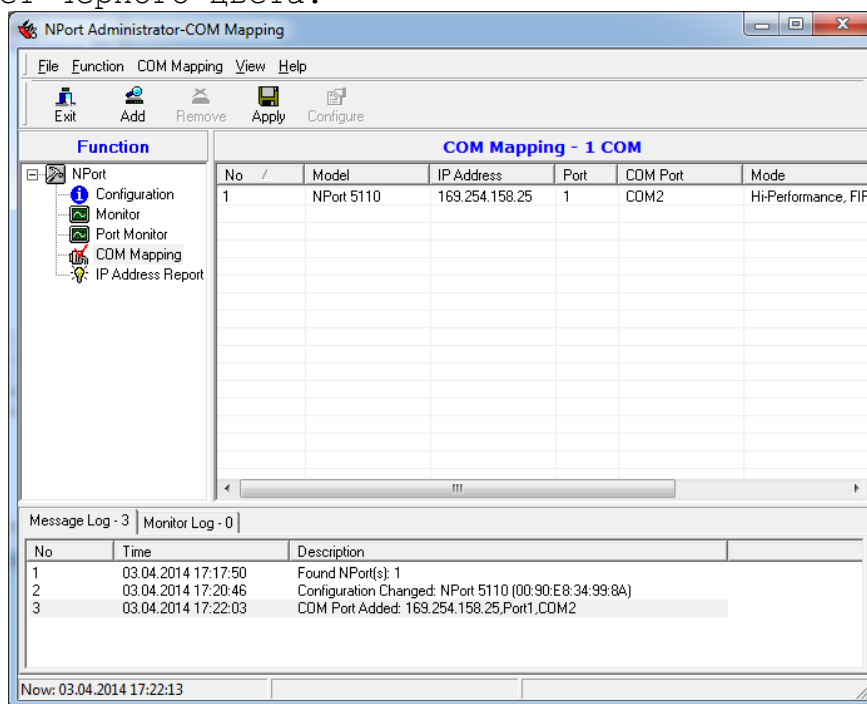 черного цвета.
NPort Administrator-COM Mapping
File Function COM Mapping View Help
Exit Add Remove Apply Configure
Function
COM Mapping - 1 COM
NPort
Configuration
Monitor
Port Monitor
COM Mapping
IP Address Report
No Model IP Address Port COM Port Mode
1 NPort 5110 169.254.158.25 1 COM2 Hi-Performance, FIF
Message Log - 3 Monitor Log - 0
No Time Description
1 03.04.2014 17:17:50 Found NPort(s): 1
2 03.04.2014 17:20:46 Configuration Changed: NPort 5110 (00:90:E8:34:99:8A)
3 03.04.2014 17:22:03 COM Port Added: 169.254.158.25,Port1,COM2
Now: 03.04.2014 17:22:13